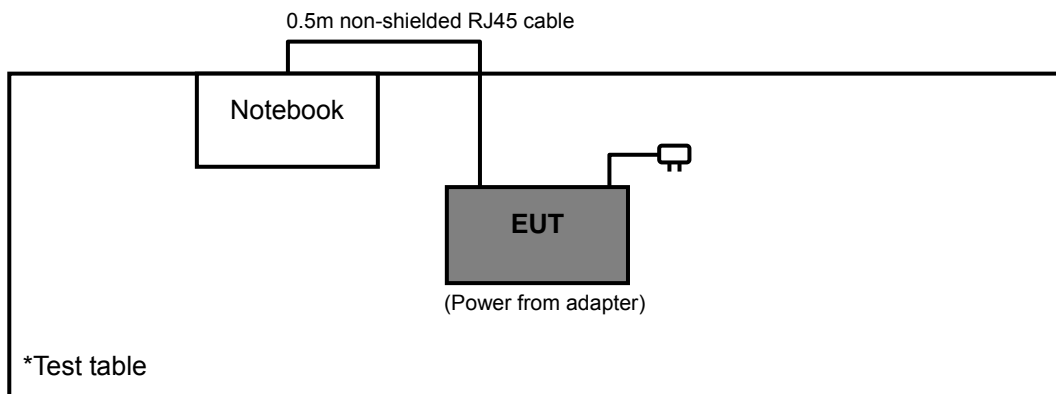 0.5m non-shielded RJ45 cable
Notebook
EUT
(Power from adapter)
*Test table